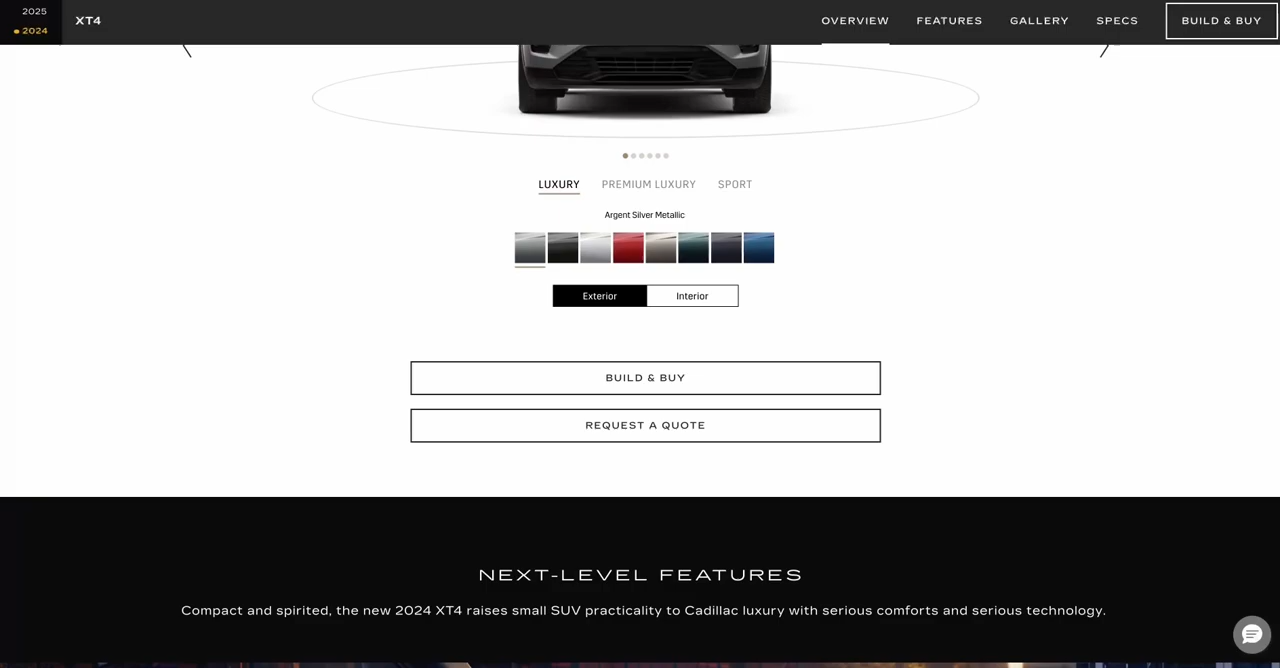 2025
2024
XT4
OVERVIEW
FEATURES
GALLERY
SPECS
BUILD & BUY
LUXURY
PREMIUM LUXURY
SPORT
Argent Silver Metallic
Exterior
Interior
BUILD & BUY
REQUEST A QUOTE
NEXT-LEVEL FEATURES
Compact and spirited, the new 2024 XT4 raises small SUV practicality to Cadillac luxury with serious comforts and serious technology.